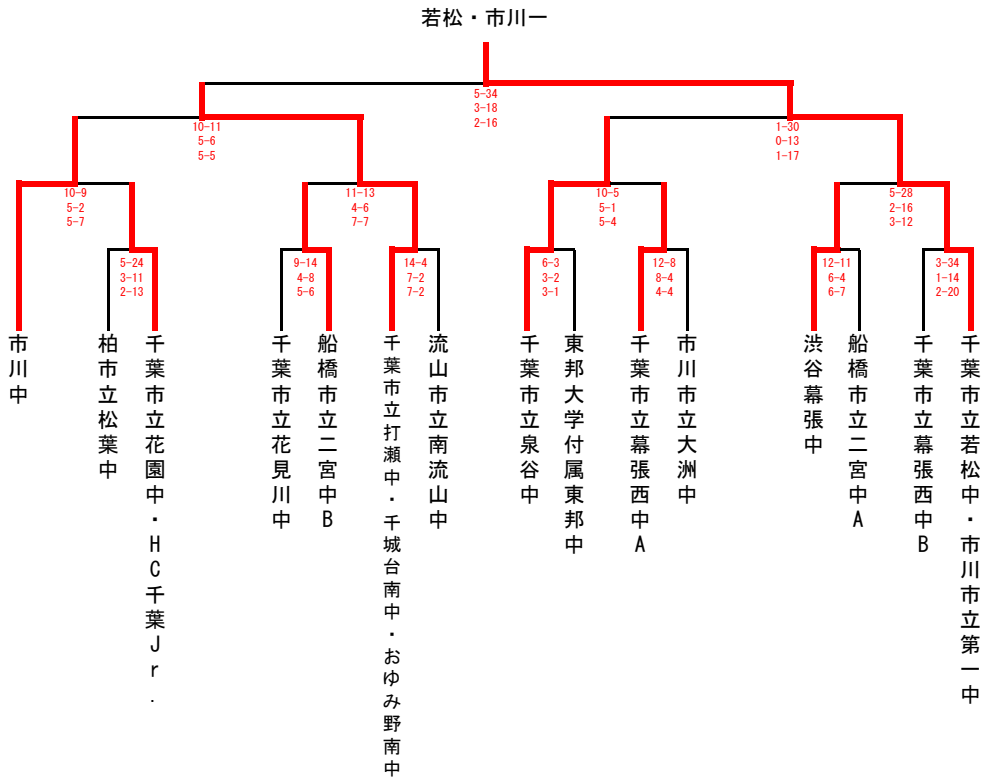 若松・市川一
5-34
3-18
2-16
10-11
5-6
5-5
1-30
0-13
1-17
10-9
5-2
5-7
11-13
4-6
7-7
10-5
5-1
5-4
5-28
2-16
3-12
5-24
3-11
2-13
9-14
4-8
5-6
14-4
7-2
7-2
6-3
3-2
3-1
12-8
8-4
4-4
12-11
6-4
6-7
3-34
1-14
2-20
市川中
柏市立松葉中
千葉市立花園中・HC千葉Jr.
千葉市立花見川中
船橋市立二宮中B
千葉市立打瀬中・千城台南中・おゆみ野南中
流山市立南流山中
千葉市立泉谷中
東邦大学付属東邦中
千葉市立幕張西中A
市川市立大洲中
渋谷幕張中
船橋市立二宮中A
千葉市立幕張西中B
千葉市立若松中・市川市立第一中